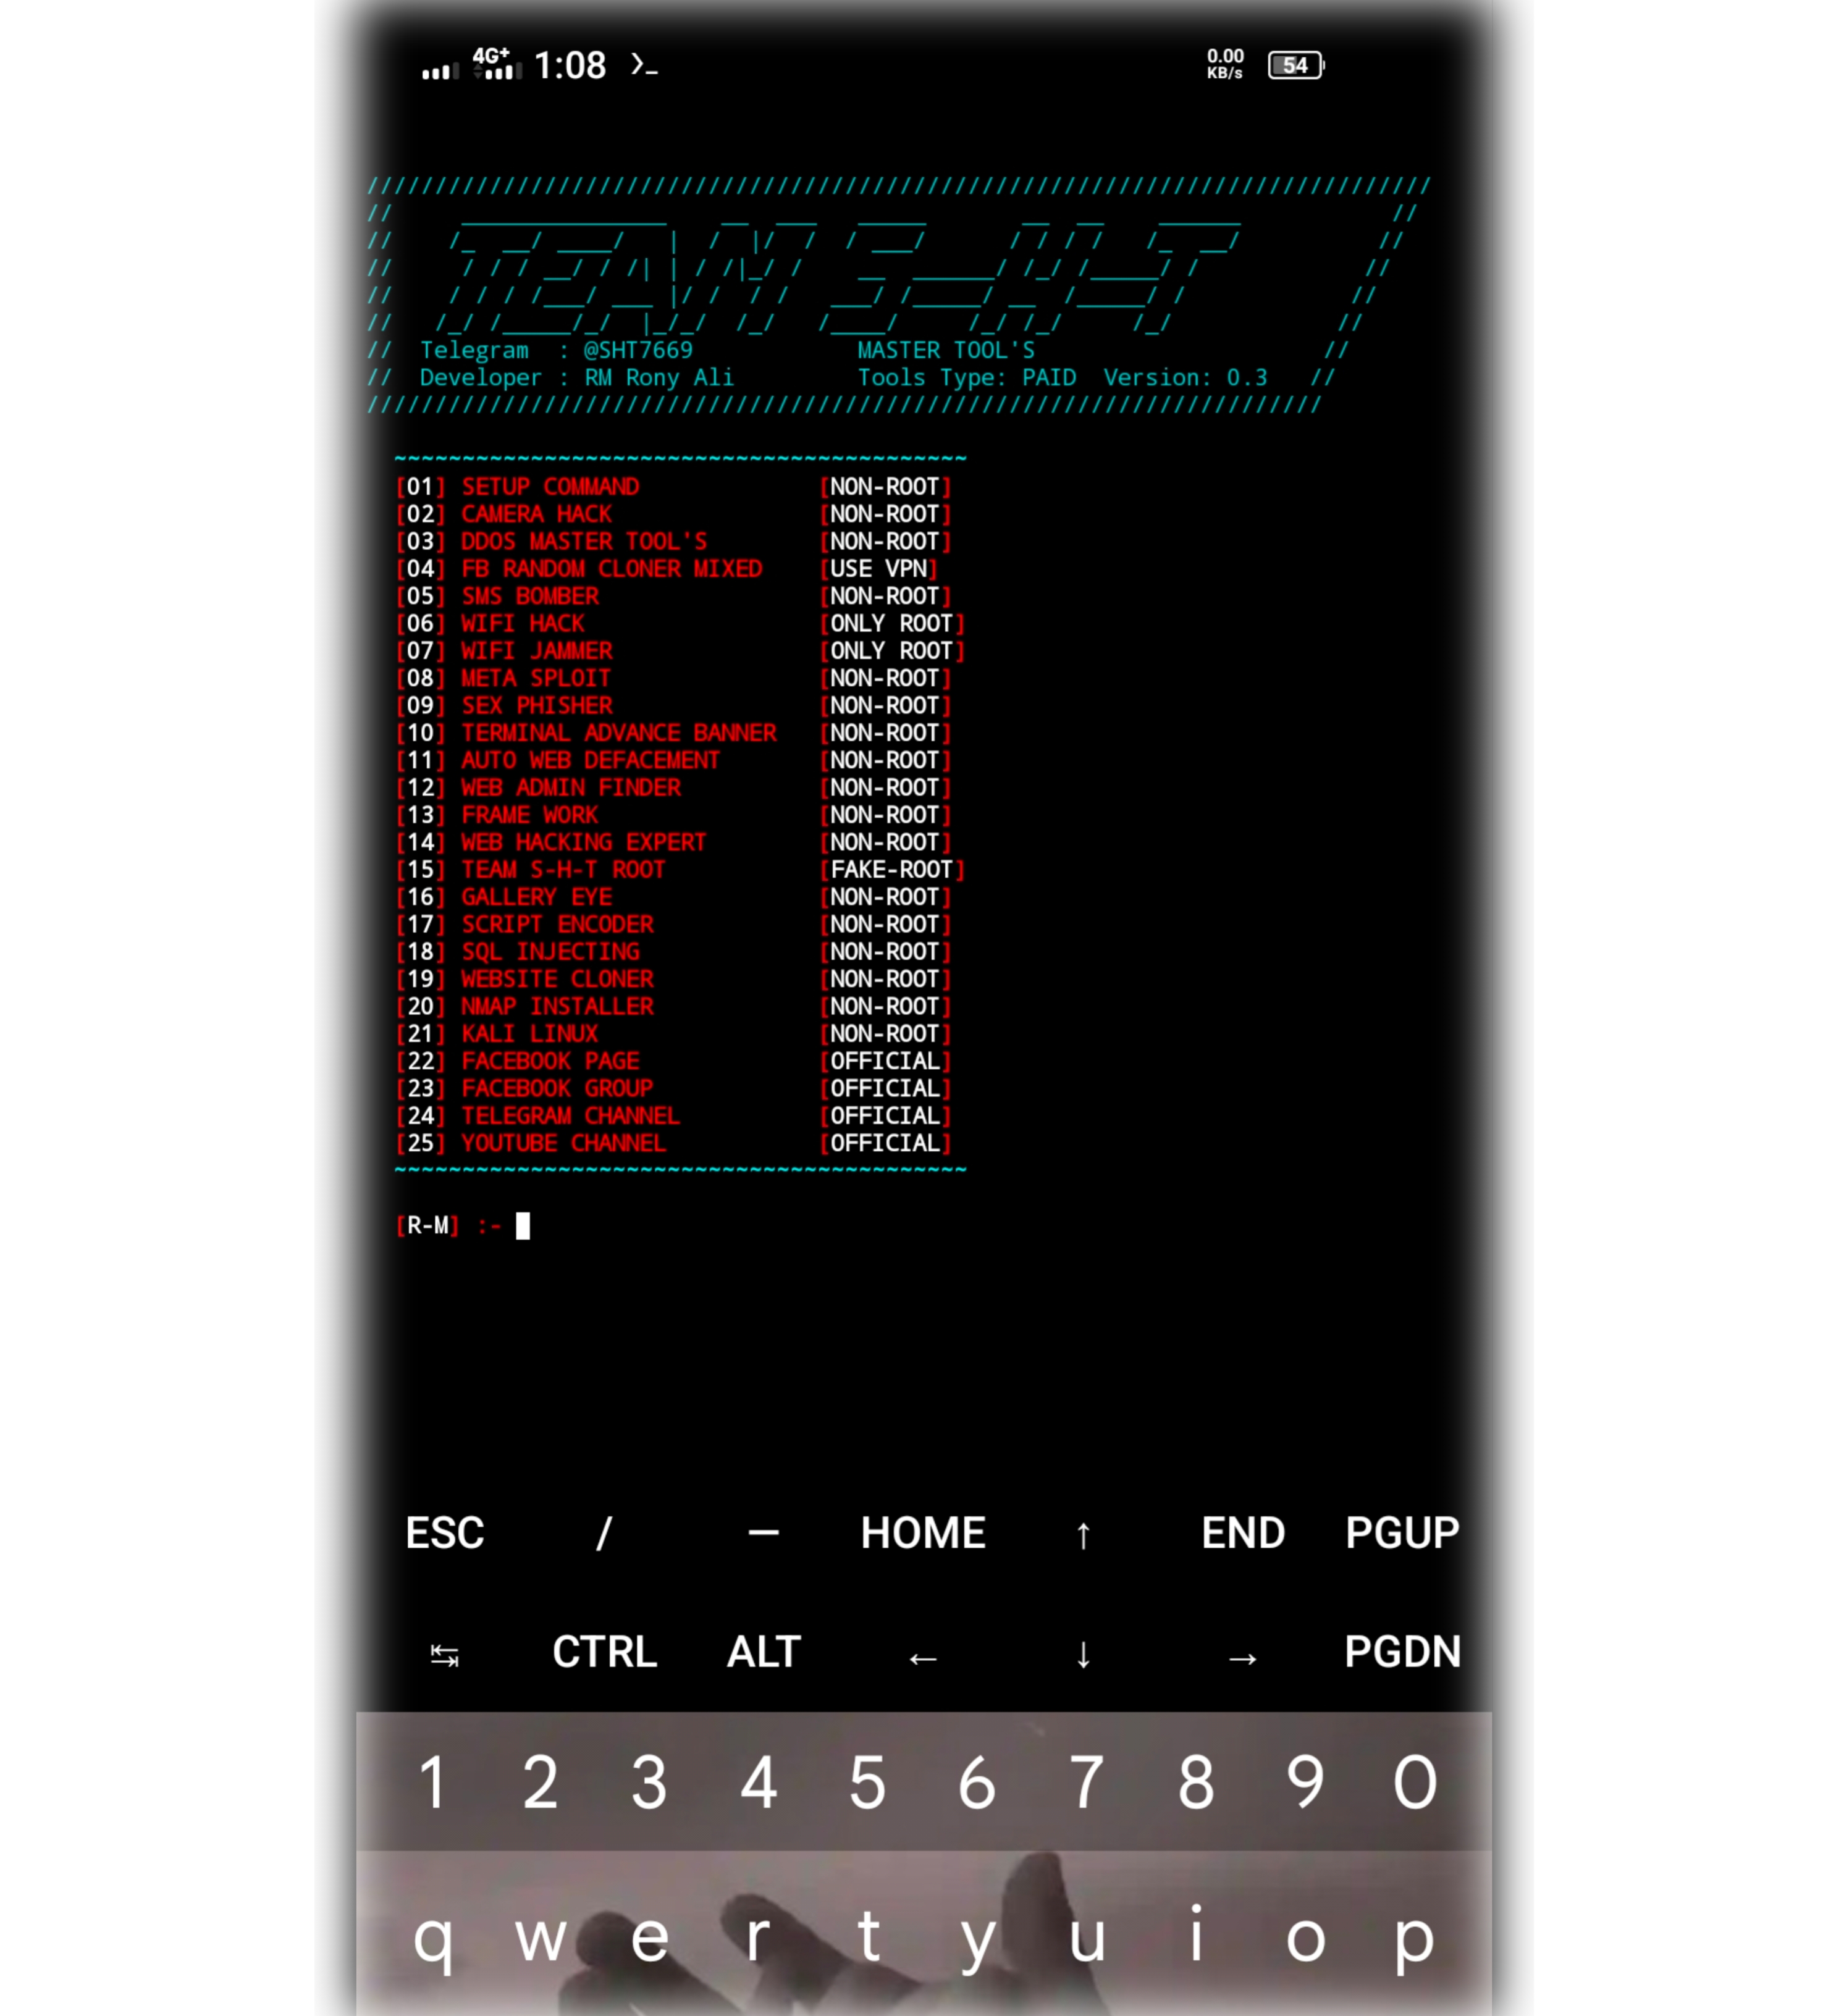 4G+ 1:08 0.00 KB/s 54
TEAM S-H-T
Telegram : @SHT7669 MASTER TOOL'S
Developer : RM Rony Ali Tools Type: PAID Version: 0.3
[01] SETUP COMMAND [NON-ROOT]
[02] CAMERA HACK [NON-ROOT]
[03] DDOS MASTER TOOL'S [NON-ROOT]
[04] FB RANDOM CLONER MIXED [USE VPN]
[05] SMS BOMBER [NON-ROOT]
[06] WIFI HACK [ONLY ROOT]
[07] WIFI JAMMER [ONLY ROOT]
[08] META SPLOIT [NON-ROOT]
[09] SEX PHISHER [NON-ROOT]
[10] TERMINAL ADVANCE BANNER [NON-ROOT]
[11] AUTO WEB DEFACEMENT [NON-ROOT]
[12] WEB ADMIN FINDER [NON-ROOT]
[13] FRAME WORK [NON-ROOT]
[14] WEB HACKING EXPERT [NON-ROOT]
[15] TEAM S-H-T ROOT [FAKE-ROOT]
[16] GALLERY EYE [NON-ROOT]
[17] SCRIPT ENCODER [NON-ROOT]
[18] SQL INJECTING [NON-ROOT]
[19] WEBSITE CLONER [NON-ROOT]
[20] NMAP INSTALLER [NON-ROOT]
[21] KALI LINUX [NON-ROOT]
[22] FACEBOOK PAGE [OFFICIAL]
[23] FACEBOOK GROUP [OFFICIAL]
[24] TELEGRAM CHANNEL [OFFICIAL]
[25] YOUTUBE CHANNEL [OFFICIAL]
[R-M] :-
ESC / — HOME ↑ END PGUP
↹ CTRL ALT ← ↓ → PGDN
1 2 3 4 5 6 7 8 9 0
q w e r t y u i o p